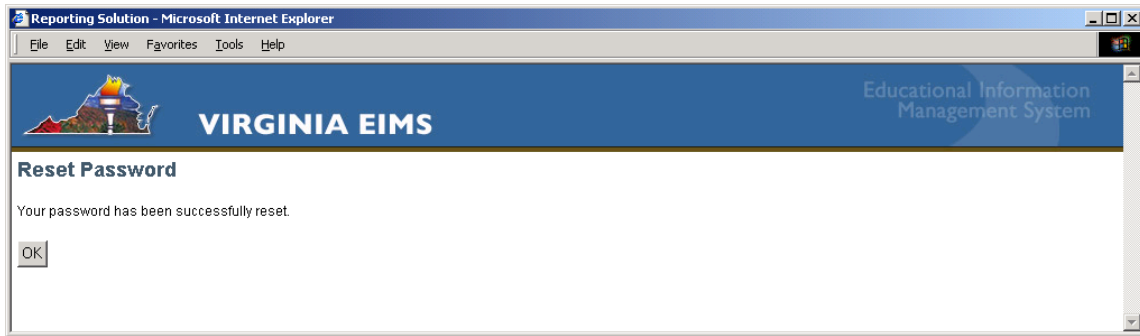 Reporting Solution - Microsoft Internet Explorer
File Edit View Favorites Tools Help
Educational Information
Management System
VIRGINIA EIMS
Reset Password
Your password has been successfully reset.
OK